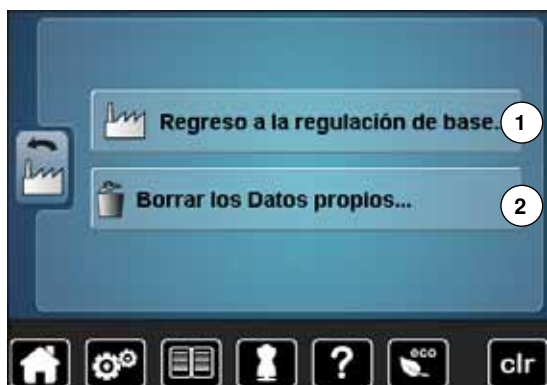 Regreso a la regulación de base. 1
Borrar los Datos propios... 2
? eco clr